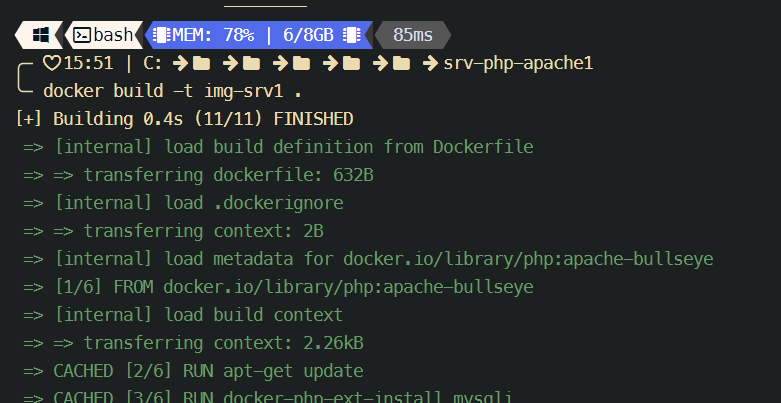 bash MEM: 78% | 6/8GB 85ms
15:51 | C: srv-php-apache1
docker build -t img-srv1 .
[+] Building 0.4s (11/11) FINISHED
=> [internal] load build definition from Dockerfile
=> => transferring dockerfile: 632B
=> [internal] load .dockerignore
=> => transferring context: 2B
=> [internal] load metadata for docker.io/library/php:apache-bullseye
=> [1/6] FROM docker.io/library/php:apache-bullseye
=> [internal] load build context
=> => transferring context: 2.26kB
=> CACHED [2/6] RUN apt-get update
=> CACHED [3/6] RUN docker-php-ext-install mysqli